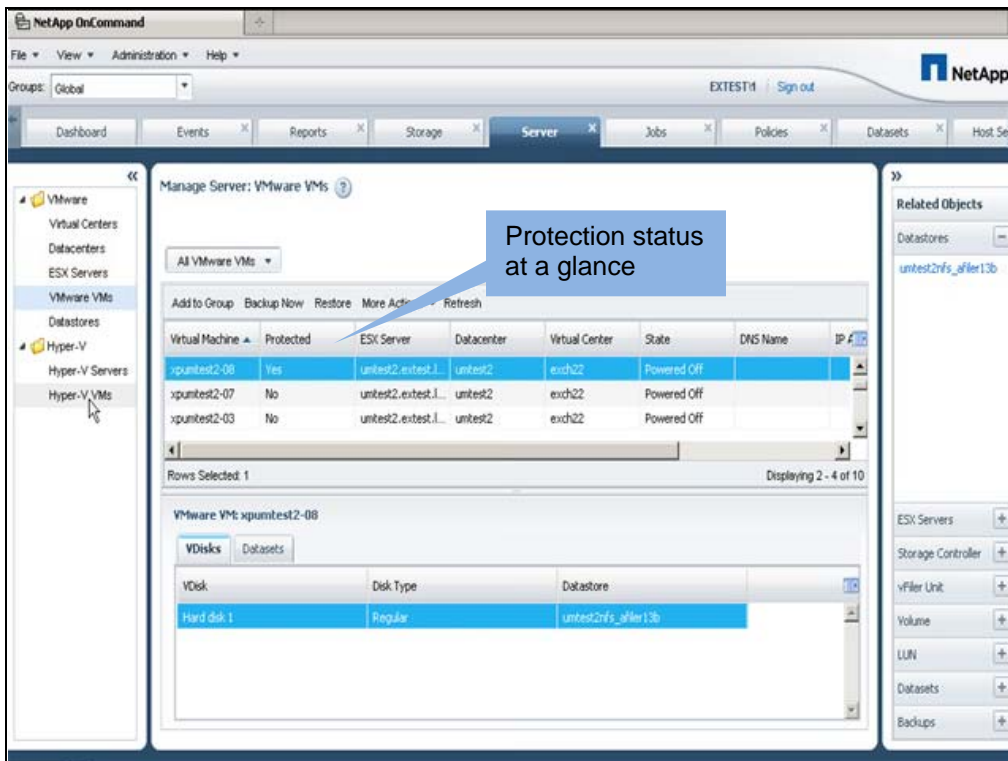 NetApp OnCommand
File View Administration Help
Groups: Global
EXTEST\1 Sign out
NetApp
Dashboard Events Reports Storage Server Jobs Policies Datasets Host Se
VMware
Virtual Centers
Datacenters
ESX Servers
VMware VMs
Datastores
Hyper-V
Hyper-V Servers
Hyper-V VMs
Manage Server: VMware VMs ?
Protection status
at a glance
All VMware VMs
Add to Group Backup Now Restore More Refresh
Virtual Machine Protected ESX Server Datacenter Virtual Center State DNS Name IP
xpumtest2-08 Yes umtest2.extest.l... umtest2 exch22 Powered Off
xpumtest2-07 No umtest2.extest.l... umtest2 exch22 Powered Off
xpumtest2-03 No umtest2.extest.l... umtest2 exch22 Powered Off
Rows Selected: 1 Displaying 2 - 4 of 10
VMware VM: xpumtest2-08
VDisks Datasets
VDisk Disk Type Datastore
Hard disk 1 Regular umtest2nfs_afiler13b
Related Objects
Datastores
umtest2nfs_afiler13b
ESX Servers
Storage Controller
vFiler Unit
Volume
LUN
Datasets
Backups